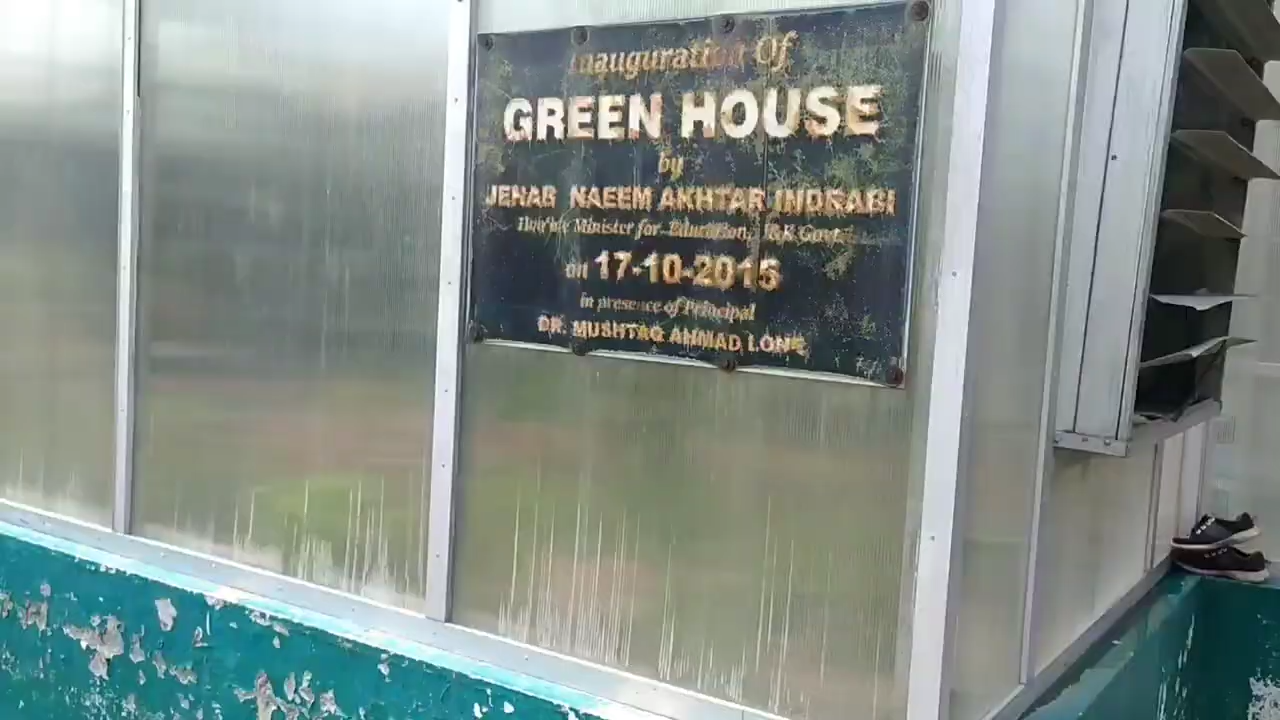 Inauguration Of
GREEN HOUSE
by
JENAB NAEEM AKHTAR INDRABI
Hon'ble Minister for Education, J&K Govt.
on 17-10-2015
in presence of Principal
DR. MUSHTAQ AHMAD LONE